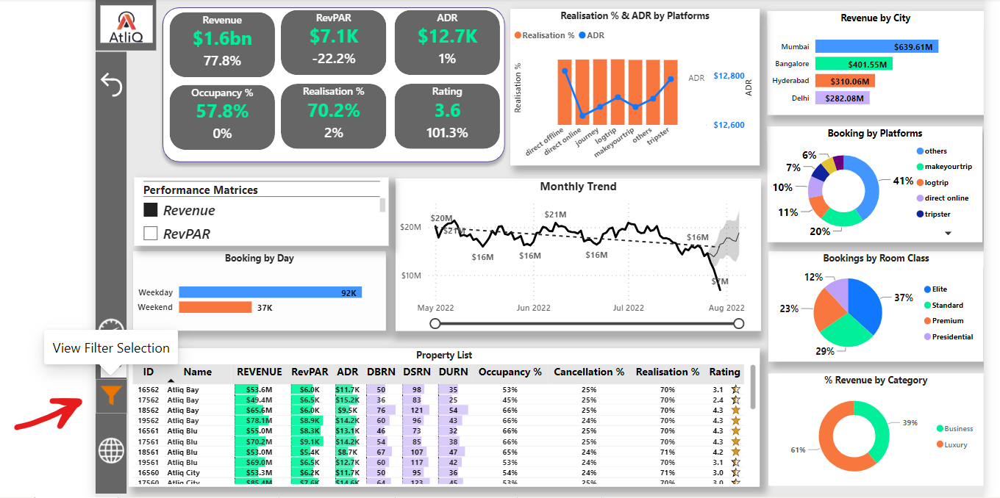 AtliQ
Revenue
$1.6bn
77.8%
RevPAR
$7.1K
-22.2%
ADR
$12.7K
1%
Occupancy %
57.8%
0%
Realisation %
70.2%
2%
Rating
3.6
101.3%
Realisation % & ADR by Platforms
Realisation % ADR
Realisation %
ADR
$12,800
$12,600
ADR
direct offline
direct online
journey
logtrip
makeyourtrip
others
tripster
Revenue by City
Mumbai $639.61M
Bangalore $401.55M
Hyderabad $310.06M
Delhi $282.08M
Booking by Platforms
6%
7%
10%
11%
20%
41%
others
makeyourtrip
logtrip
direct online
tripster
Performance Matrices
Revenue
RevPAR
Booking by Day
Weekday 92K
Weekend 37K
Monthly Trend
$20M
$10M
$20M
$21M
$16M
$16M
$21M
$16M
$16M
$7M
May 2022 Jun 2022 Jul 2022 Aug 2022
Bookings by Room Class
12%
23%
29%
37%
Elite
Standard
Premium
Presidential
View Filter Selection
Property List
ID Name REVENUE RevPAR ADR DBRN DSRN DURN Occupancy % Cancellation % Realisation % Rating
16562 Atliq Bay $53.6M $6.0K $11.7K 50 98 35 53% 25% 70% 3.1
17562 Atliq Bay $49.4M $6.5K $15.2K 36 83 25 45% 25% 70% 2.4
18562 Atliq Bay $65.6M $6.0K $9.5K 76 121 54 66% 25% 70% 4.3
19562 Atliq Bay $78.1M $8.9K $14.2K 60 96 43 66% 24% 70% 4.3
16561 Atliq Blu $55.0M $8.3K $13.1K 46 73 32 66% 24% 70% 4.3
17561 Atliq Blu $70.2M $9.1K $14.2K 54 85 38 66% 25% 70% 4.3
18561 Atliq Blu $53.0M $5.4K $8.7K 67 107 47 65% 24% 71% 4.2
19561 Atliq Blu $69.0M $6.5K $12.7K 60 117 42 53% 24% 71% 3.1
16560 Atliq City $53.3M $6.2K $11.7K 50 95 36 54% 24% 71% 3.0
17560 Atliq City $85.4M $7.6K $14.6K 64 123 45 53% 25% 70% 3.0
% Revenue by Category
39%
61%
Business
Luxury